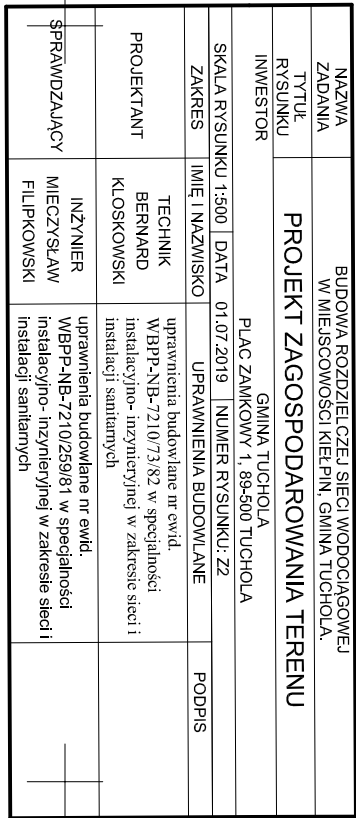 NAZWA
ZADANIA
BUDOWA ROZDZIELCZEJ SIECI WODOCIĄGOWEJ
W MIEJSCOWOŚCI KIEŁPIN, GMINA TUCHOLA.
TYTUŁ
RYSUNKU
PROJEKT ZAGOSPODAROWANIA TERENU
INWESTOR
GMINA TUCHOLA
PLAC ZAMKOWY 1, 89-500 TUCHOLA
SKALA RYSUNKU 1:500 DATA 01.07.2019 NUMER RYSUNKU: Z2
ZAKRES IMIĘ I NAZWISKO UPRAWNIENIA BUDOWLANE PODPIS
PROJEKTANT
TECHNIK
BERNARD
KLOSKOWSKI
uprawnienia budowlane nr ewid.
WBPP-NB-7210/73/82 w specjalności
instalacyjno- inzynieryjnej w zakresie sieci i
instalacji sanitarnych
SPRAWDZAJĄCY
INŻYNIER
MIECZYSŁAW
FILIPKOWSKI
uprawnienia budowlane nr ewid.
WBPP-NB-7210/259/81 w specjalności
instalacyjno- inzynieryjnej w zakresie sieci i
instalacji sanitarnych